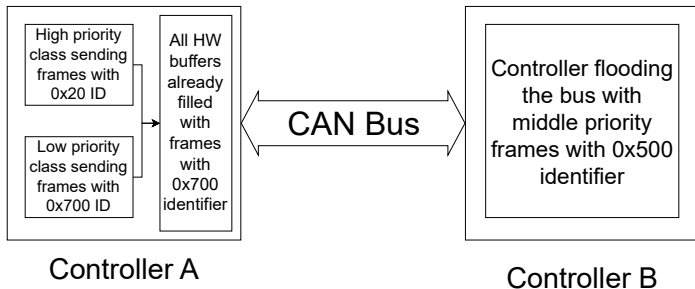 High priority
class sending
frames with
0x20 ID
Low priority
class sending
frames with
0x700 ID
All HW
buffers
already
filled
with
frames
with
0x700
identifier
CAN Bus
Controller flooding
the bus with
middle priority
frames with 0x500
identifier
Controller A
Controller B